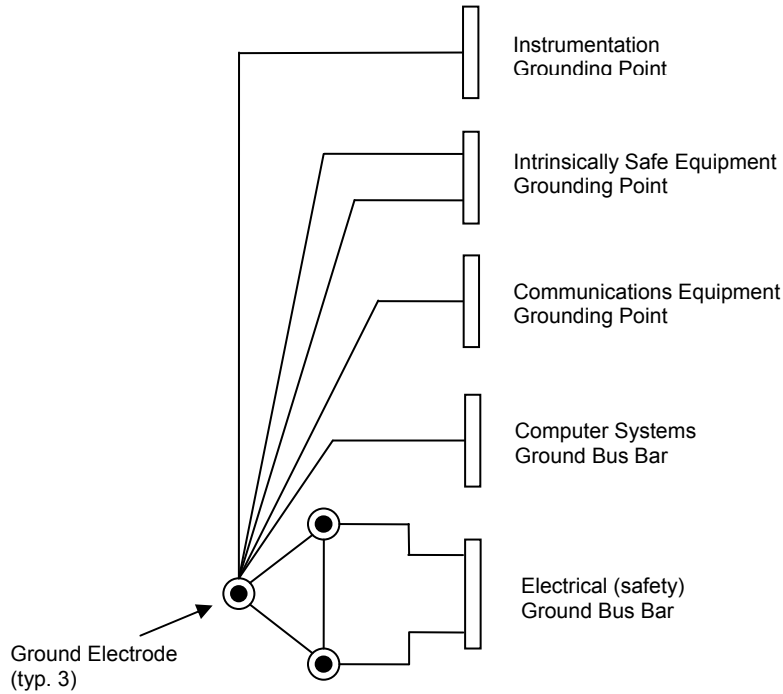 Instrumentation
Grounding Point
Intrinsically Safe Equipment
Grounding Point
Communications Equipment
Grounding Point
Computer Systems
Ground Bus Bar
Electrical (safety)
Ground Bus Bar
Ground Electrode
(typ. 3)